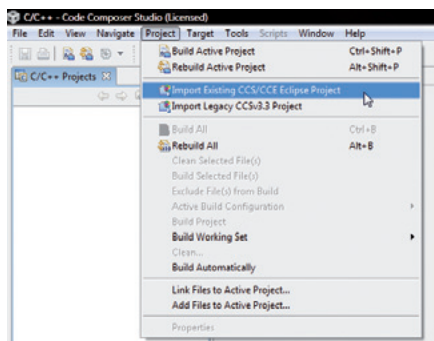 C/C++ - Code Composer Studio (Licensed)
File Edit View Navigate Project Target Tools Scripts Window Help
Build Active Project Ctrl+Shift+P
Rebuild Active Project Alt+Shift+P
C/C++ Projects
Import Existing CCS/CCE Eclipse Project
Import Legacy CCSv3.3 Project
Build All Ctrl+B
Rebuild All Alt+B
Clean Selected File(s)
Build Selected File(s)
Exclude File(s) from Build
Active Build Configuration
Build Project
Build Working Set
Clean...
Build Automatically
Link Files to Active Project...
Add Files to Active Project...
Properties